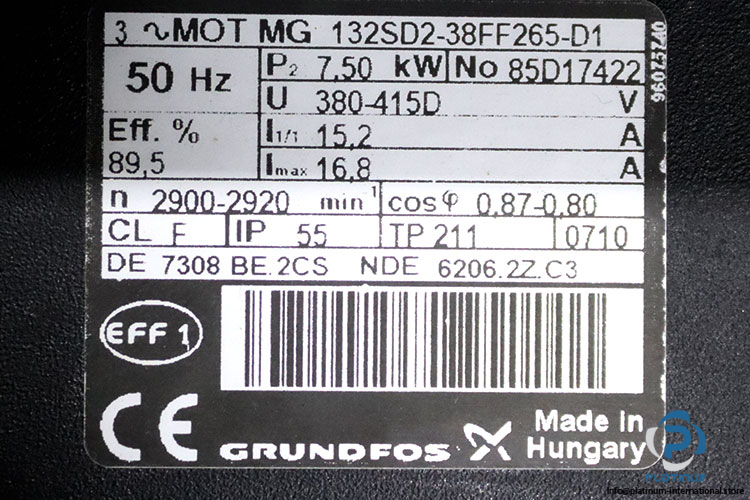 3 ∿ MOT MG 132SD2-38FF265-D1
50 Hz
P2 7,50 kW No 85D17422
U 380-415D V
Eff. % I1/1 15,2 A
89,5 Imax 16,8 A
n 2900-2920 min-1 cosφ 0,87-0,80
CL F IP 55 TP 211 0710
DE 7308 BE.2CS NDE 6206.2Z.C3
EFF 1
CE
GRUNDFOS
Made in
Hungary
info@platinum-international.store